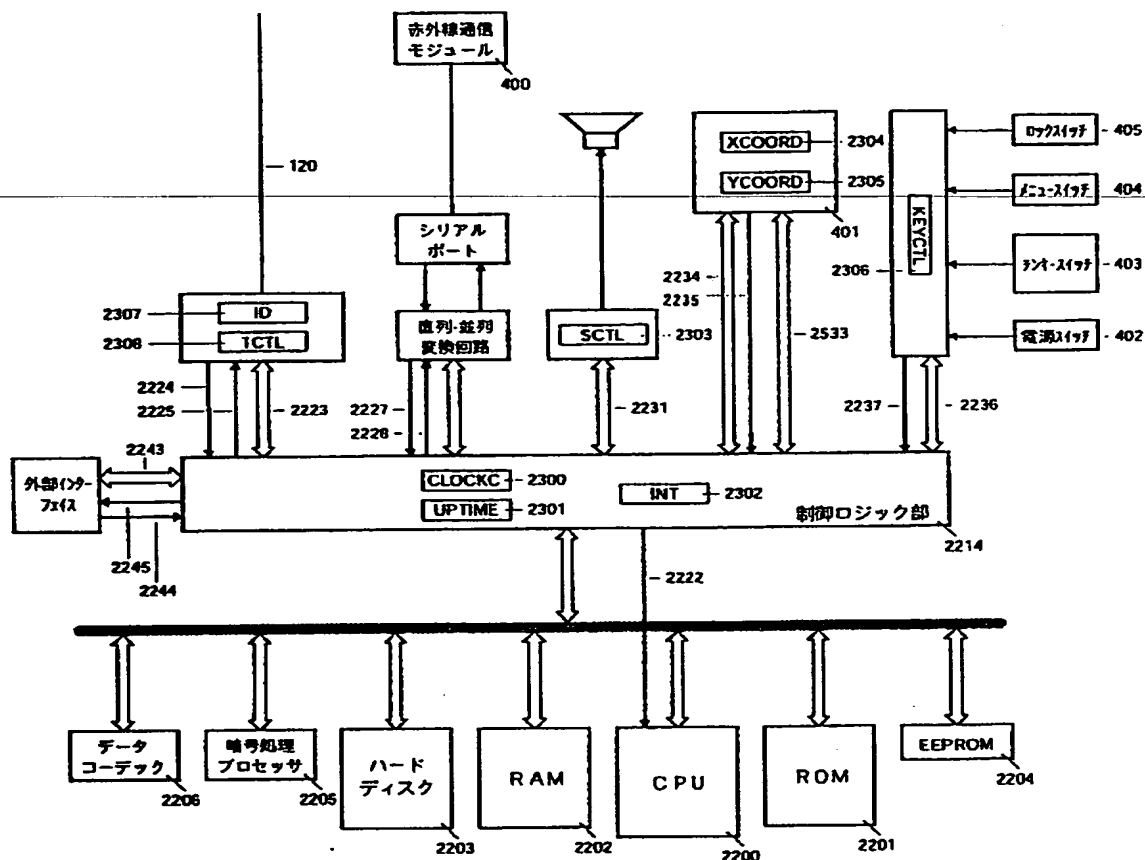 赤外線通信
モジュール
400
120
XCOORD
2304
YCOORD
2305
401
KEYCTL
2306
ロックスイッチ
405
メニュースイッチ
404
テンキースイッチ
403
電源スイッチ
402
シリアル
ポート
2234
2235
2533
2307
ID
2308
TCTL
直列・並列
変換回路
SCTL
2303
2224
2225
2223
2227
2228
2231
2237
2236
2243
外部インター
フェイス
2245
2244
CLOCKC
2300
UPTIME
2301
INT
2302
制御ロジック部
2214
2222
データ
コーデック
2206
暗号処理
プロセッサ
2205
ハード
ディスク
2203
RAM
2202
CPU
2200
ROM
2201
EEPROM
2204